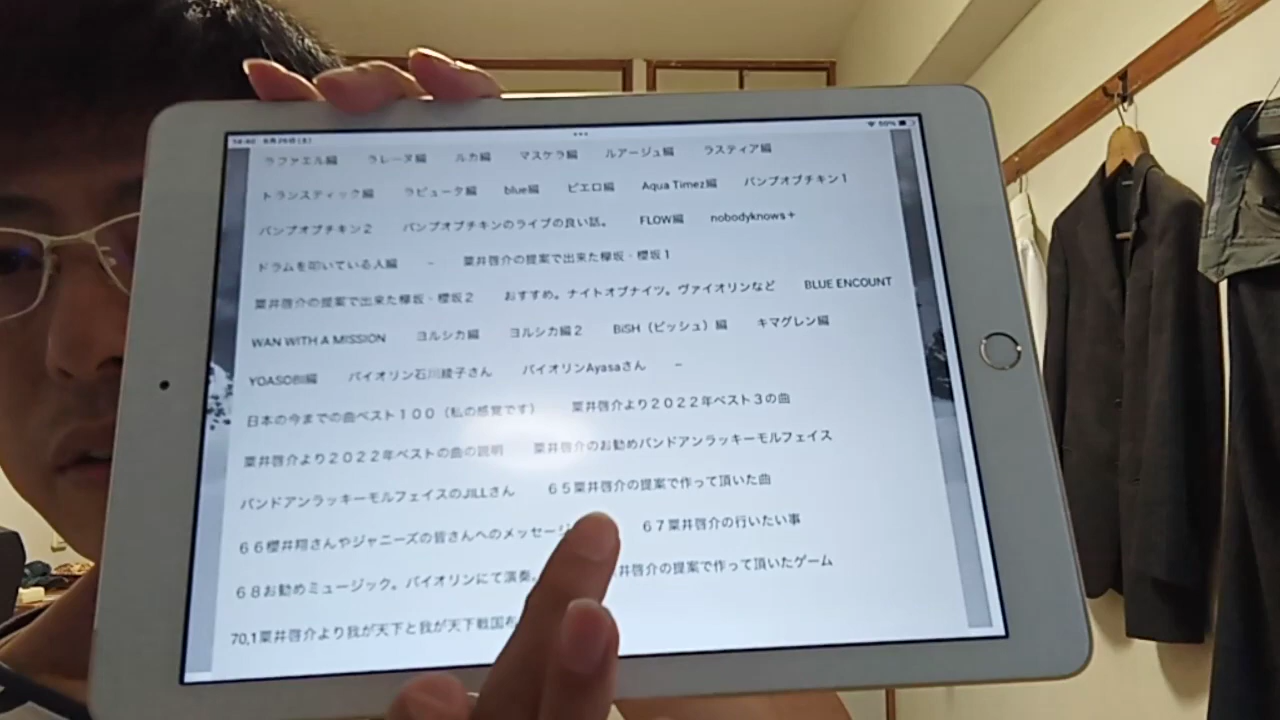 14:40 6月25日(土) 50%
ラファエル編 ラレーヌ編 ルカ編 マスケラ編 ルアージュ編 ラスティア編
トランスティック編 ラピュータ編 blue編 ピエロ編 Aqua Timez編 バンプオブチキン1
バンプオブチキン2 バンプオブチキンのライブの良い話。 FLOW編 nobodyknows+
ドラムを叩いている人編 – 粟井啓介の提案で出来た欅坂・櫻坂1
粟井啓介の提案で出来た欅坂・櫻坂2 おすすめ。ナイトオブナイツ。ヴァイオリンなど BLUE ENCOUNT
WAN WITH A MISSION ヨルシカ編 ヨルシカ編2 BiSH(ビッシュ)編 キマグレン編
YOASOBI編 バイオリン石川綾子さん バイオリンAyasaさん –
日本の今までの曲ベスト100(私の感覚です) 粟井啓介より2022年ベスト3の曲
粟井啓介より2022年ベストの曲の説明 粟井啓介のお勧めバンドアンラッキーモルフェイス
バンドアンラッキーモルフェイスのJILLさん 65粟井啓介の提案で作って頂いた曲
66櫻井翔さんやジャニーズの皆さんへのメッセージ 67粟井啓介の行いたい事
68お勧めミュージック。バイオリンにて演奏。 井啓介の提案で作って頂いたゲーム
70,1粟井啓介より我が天下と我が天下戦国布